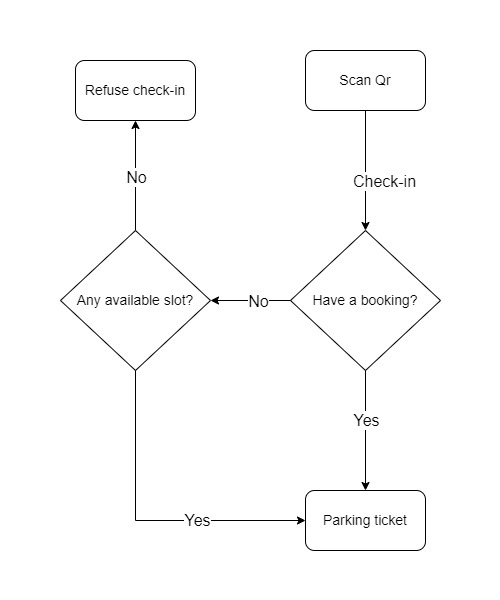 Refuse check-in
Scan Qr
No
Check-in
Any available slot?
No
Have a booking?
Yes
Yes
Parking ticket